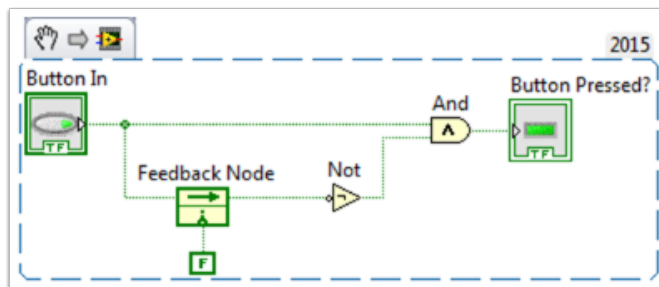 2015
Button In
Button Pressed?
And
TF
TF
Feedback Node
Not
F